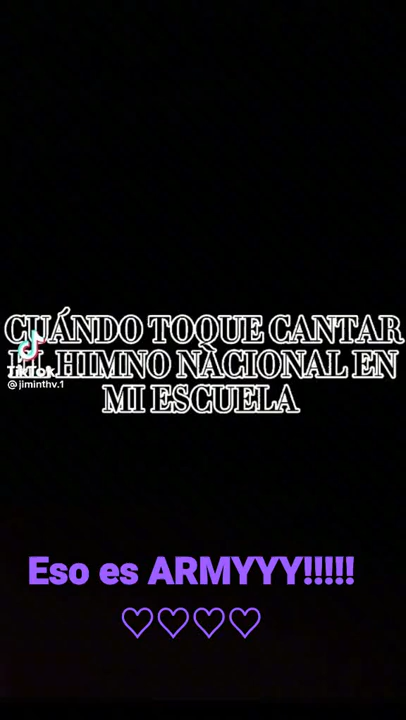 CUÁNDO TOQUE CANTAR
EL HIMNO NÀCIONAL EN
MI ESCUELA
TikTok
@jiminthv.1
Eso es ARMYYY!!!!!
♡♡♡♡